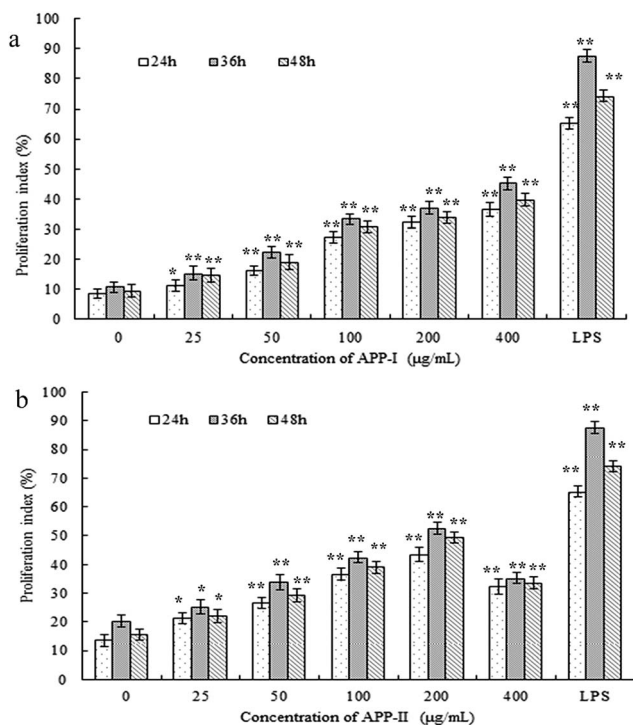 a
100
90
80
70
60
50
40
30
20
10
0
Proliferation index (%)
24h 36h 48h
* ** **
** ** **
** ** **
** ** **
** ** **
** ** **
0 25 50 100 200 400 LPS
Concentration of APP-I (μg/mL)
b
100
90
80
70
60
50
40
30
20
10
0
Proliferation index (%)
24h 36h 48h
* * *
** ** **
** ** **
** ** **
** ** **
** ** **
0 25 50 100 200 400 LPS
Concentration of APP-II (μg/mL)